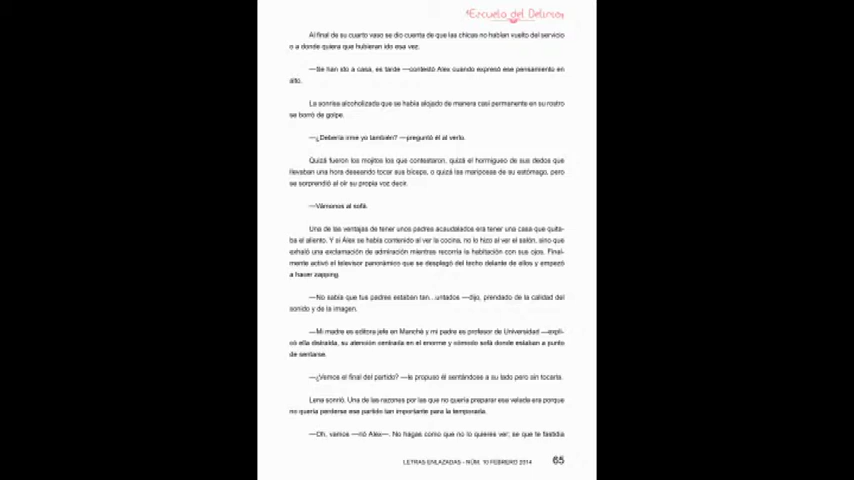 Escuela del Delirio
Al final de su cuarto vaso se dio cuenta de que las chicas no habían vuelto del servicio
o a donde quiera que hubieran ido esa vez.
—Se han ido a casa, es tarde —contestó Alex cuando expresó ese pensamiento en
alto.
La sonrisa alcoholizada que se había alojado de manera casi permanente en su rostro
se borró de golpe.
—¿Debería irme yo también? —preguntó él al verlo.
Quizá fueron los mojitos los que contestaron, quizá el hormigueo de sus dedos que
llevaban una hora deseando tocar sus bíceps, o quizá las mariposas de su estómago, pero
se sorprendió al oír su propia voz decir.
—Vámonos al sofá.
Una de las ventajas de tener unos padres acaudalados era tener una casa que quita-
ba el aliento. Y si Álex se había contenido al ver la cocina, no lo hizo al ver el salón, sino que
exhaló una exclamación de admiración mientras recorría la habitación con sus ojos. Final-
mente activó el televisor panorámico que se desplegó del techo delante de ellos y empezó
a hacer zapping.
—No sabía que tus padres estaban tan...untados —dijo, prendado de la calidad del
sonido y de la imagen.
—Mi madre es editora jefe en Manché y mi padre es profesor de Universidad —expli-
có ella distraída, su atención centrada en el enorme y cómodo sofá donde estaban a punto
de sentarse.
—¿Vemos el final del partido? —le propuso él sentándose a su lado pero sin tocarla.
Lena sonrió. Una de las razones por las que no quería preparar esa velada era porque
no quería perderse ese partido tan importante para la temporada.
—Oh, vamos —rió Alex—. No hagas como que no lo quieres ver; se que te fastidia
LETRAS ENLAZADAS - NÚM. 10 FEBRERO 2014 65